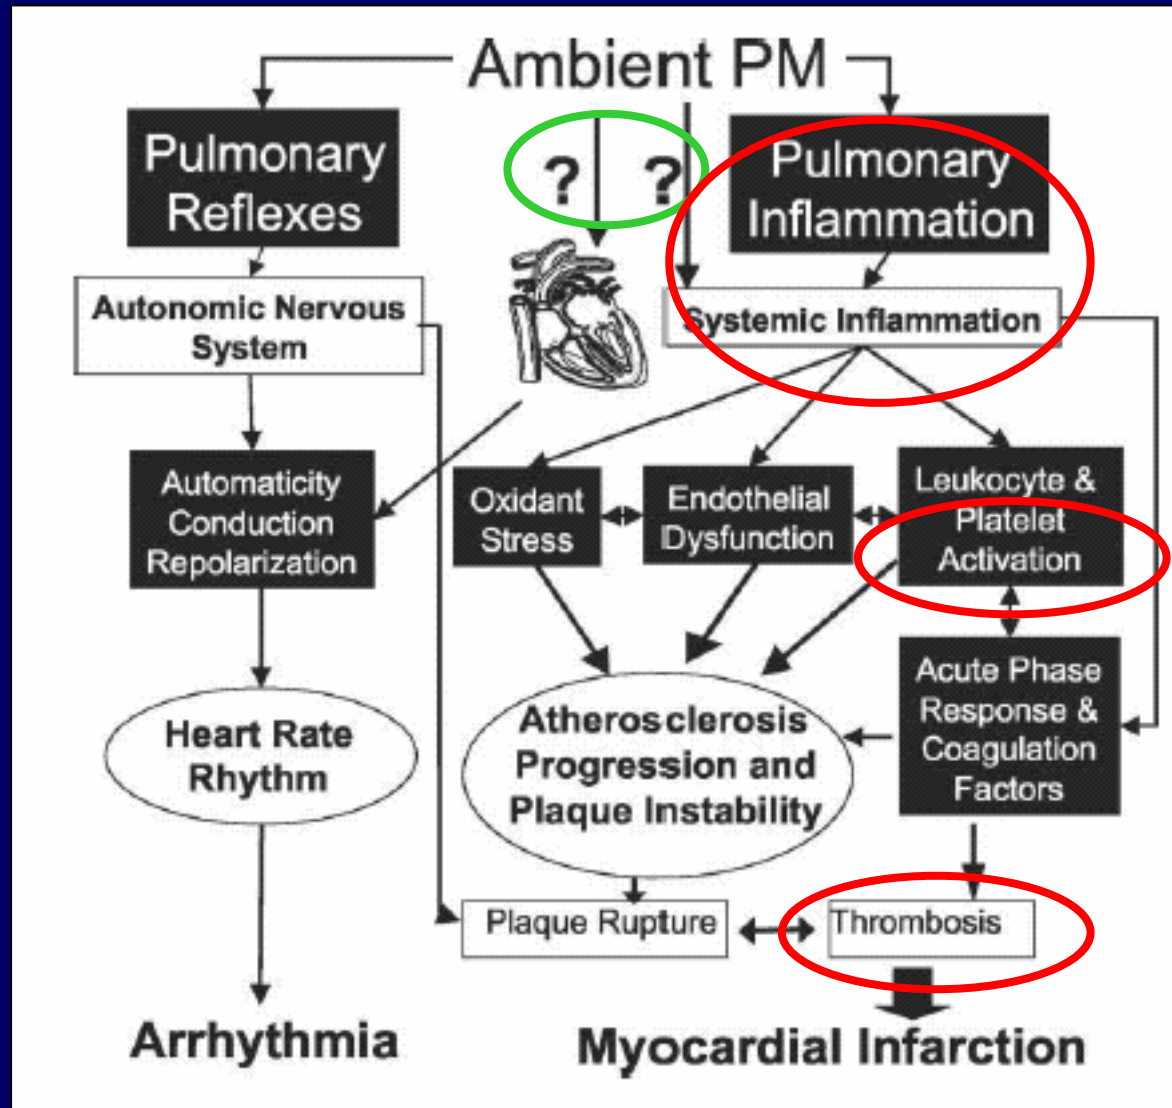 Ambient PM
Pulmonary
Reflexes
?
?
Pulmonary
Inflammation
Autonomic Nervous
System
Systemic Inflammation
Automaticity
Conduction
Repolarization
Oxidant
Stress
Endothelial
Dysfunction
Leukocyte &
Platelet
Activation
Heart Rate
Rhythm
Atherosclerosis
Progression and
Plaque Instability
Acute Phase
Response &
Coagulation
Factors
Plaque Rupture
Thrombosis
Arrhythmia
Myocardial Infarction